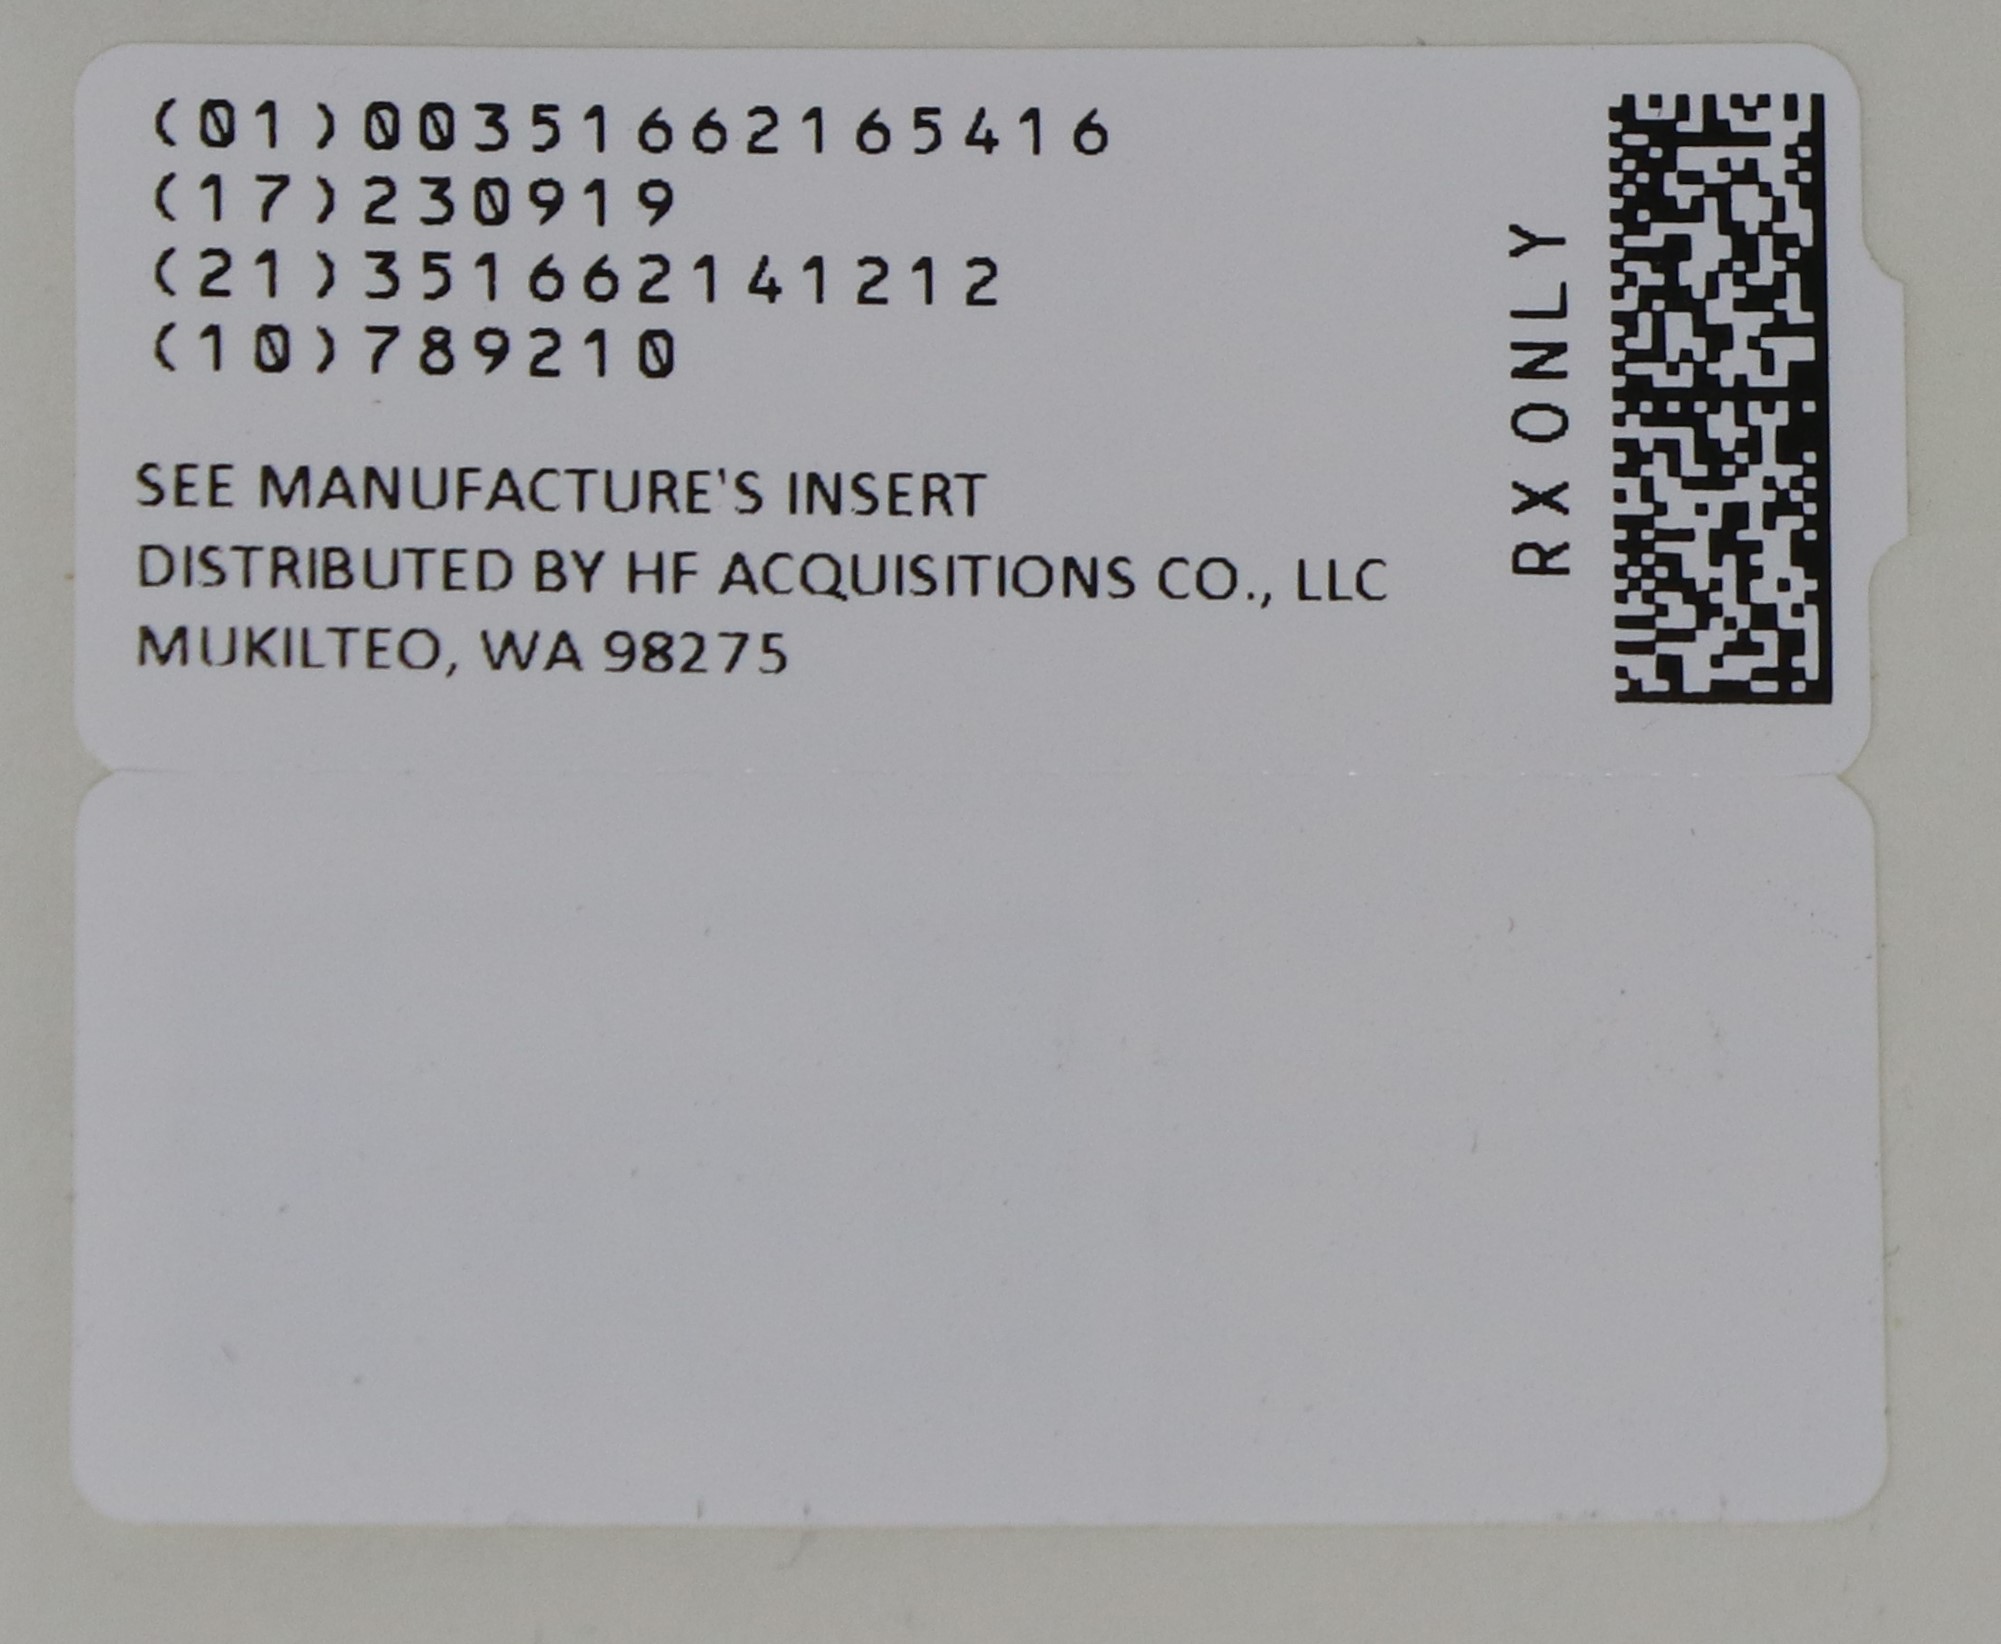 (01)00351662165416
(17)230919
(21)351662141212
(10)789210
SEE MANUFACTURE'S INSERT
DISTRIBUTED BY HF ACQUISITIONS CO., LLC
MUKILTEO, WA 98275
RX ONLY